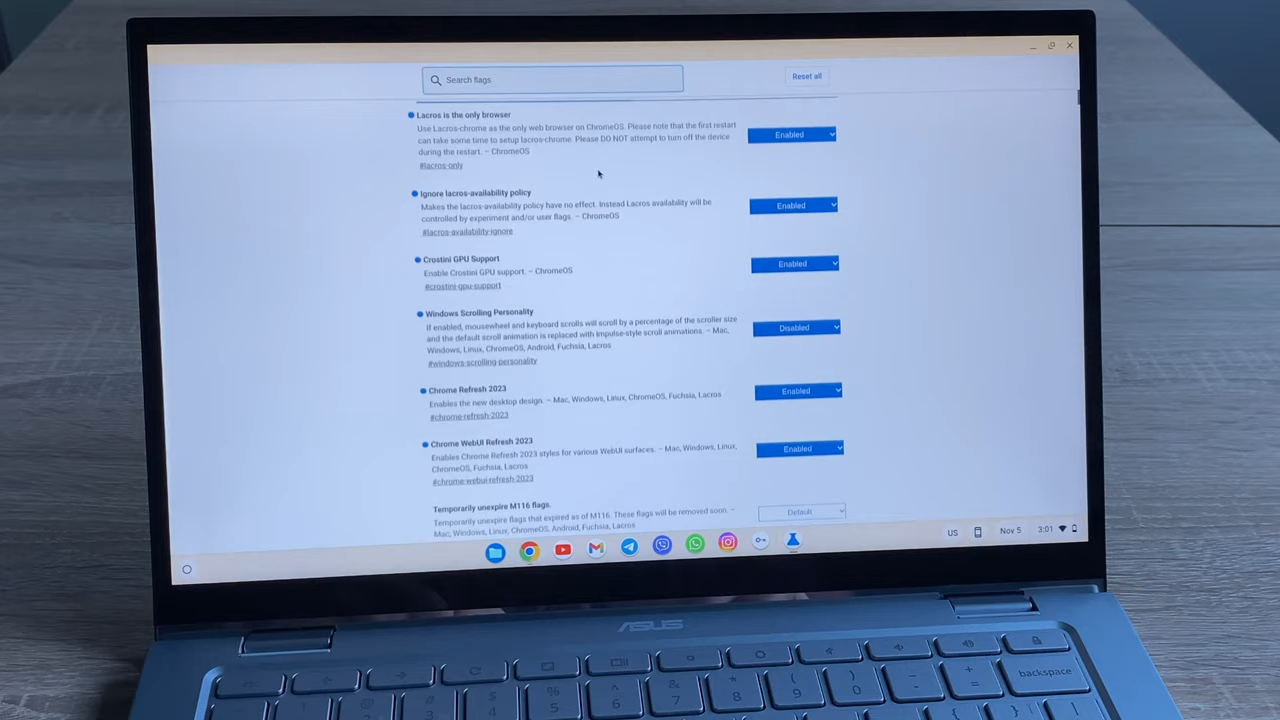 Search flags
Reset all
Lacros is the only browser
Use Lacros-chrome as the only web browser on ChromeOS. Please note that the first restart
can take some time to setup lacros-chrome. Please DO NOT attempt to turn off the device
during the restart. – ChromeOS
#lacros-only
Enabled
Ignore lacros-availability policy
Makes the lacros-availability policy have no effect. Instead Lacros availability will be
controlled by experiment and/or user flags. – ChromeOS
#lacros-availability-ignore
Enabled
Crostini GPU Support
Enable Crostini GPU support. – ChromeOS
#crostini-gpu-support
Enabled
Windows Scrolling Personality
If enabled, mousewheel and keyboard scrolls will scroll by a percentage of the scroller size
and the default scroll animation is replaced with Impulse-style scroll animations. – Mac,
Windows, Linux, ChromeOS, Android, Fuchsia, Lacros
#windows-scrolling-personality
Disabled
Chrome Refresh 2023
Enables the new desktop design. – Mac, Windows, Linux, ChromeOS, Fuchsia, Lacros
#chrome-refresh-2023
Enabled
Chrome WebUI Refresh 2023
Enables Chrome Refresh 2023 styles for various WebUI surfaces. – Mac, Windows, Linux,
ChromeOS, Fuchsia, Lacros
#chrome-webui-refresh-2023
Enabled
Temporarily unexpire M116 flags.
Temporarily unexpire flags that expired as of M116. These flags will be removed soon. –
Mac, Windows, Linux, ChromeOS, Android, Fuchsia, Lacros
Default
US
Nov 5
3:01
ASUS
backspace
$
4
%
5
^
6
&
7
*
8
(
9
)
0
_
-
+
=